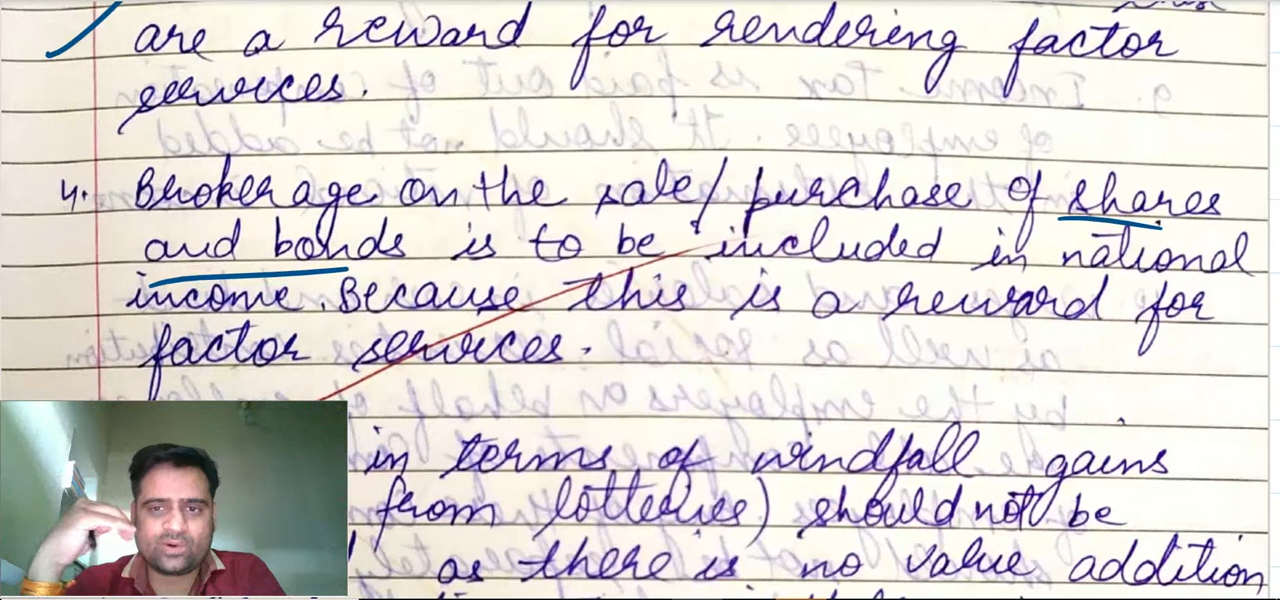 are a reward for rendering factor
services.
4. Brokerage on the sale/purchase of shares
and bonds is to be included in national
income. Because this is a reward for
factor services.
in terms of windfall gains
from lotteries) should not be
as there is no value addition